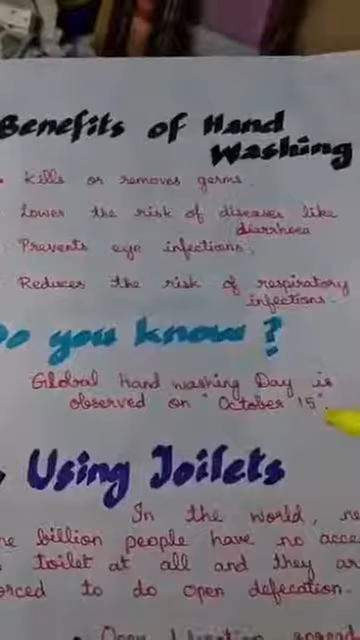 Benefits of Hand
Washing
Kills or removes germs.
Lower the risk of diseases like
diarrhoea
Prevents eye infections.
Reduces the risk of respiratory
infections.
Do you know?
Global Hand washing Day is
observed on "October 15".
Using Toilets
In the world,
billion people have no
toilet at all and they
to do open defecation.